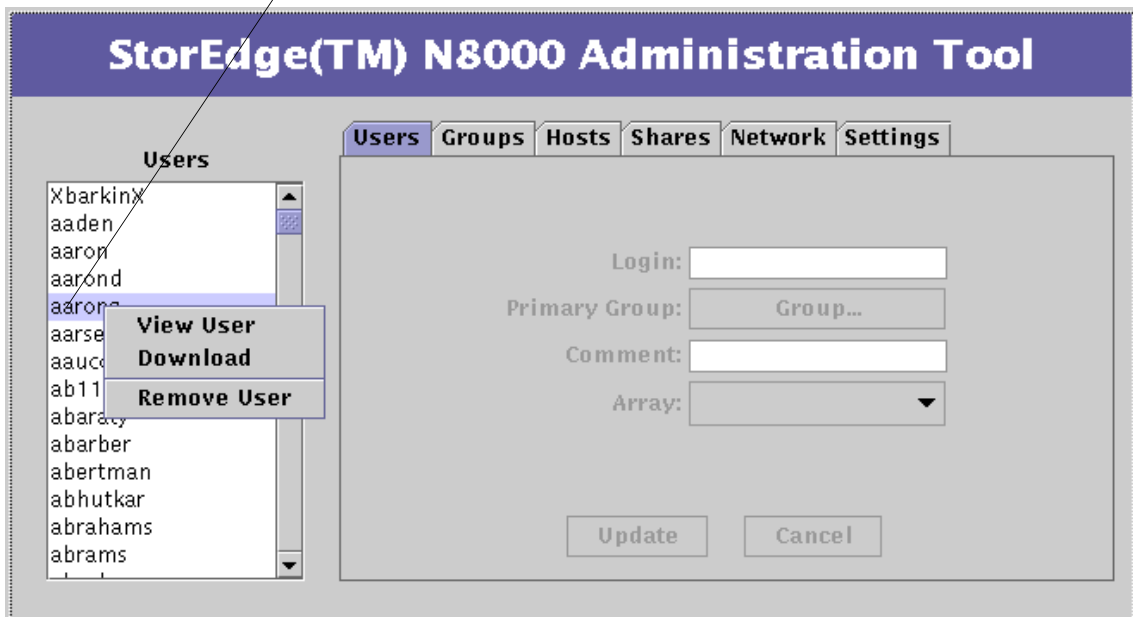 StorEdge(TM) N8000 Administration Tool
Users Groups Hosts Shares Network Settings
Users
XbarkinX
aaden
aaron
aarond
View User
Download
Remove User
abarber
abertman
abhutkar
abrahams
abrams
Login:
Primary Group: Group...
Comment:
Array:
Update Cancel